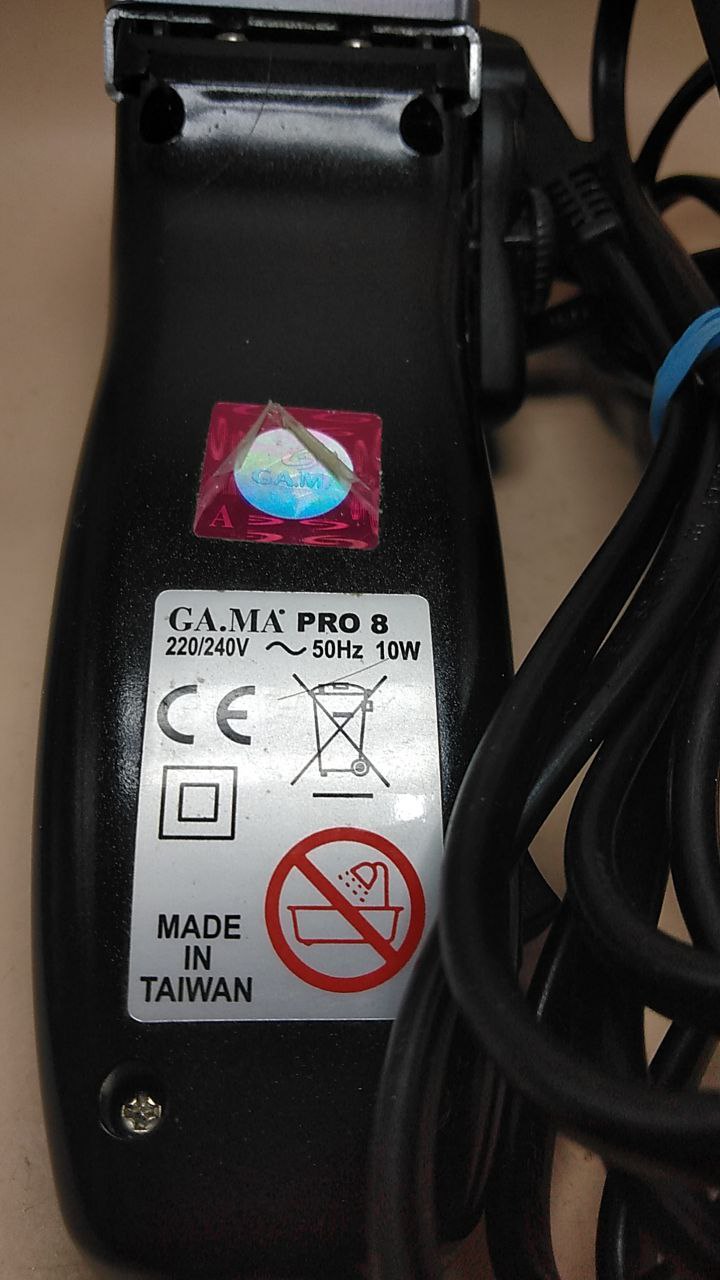 GA.MA
A
GA.MA PRO 8
220/240V ～ 50Hz 10W
CE
MADE
IN
TAIWAN